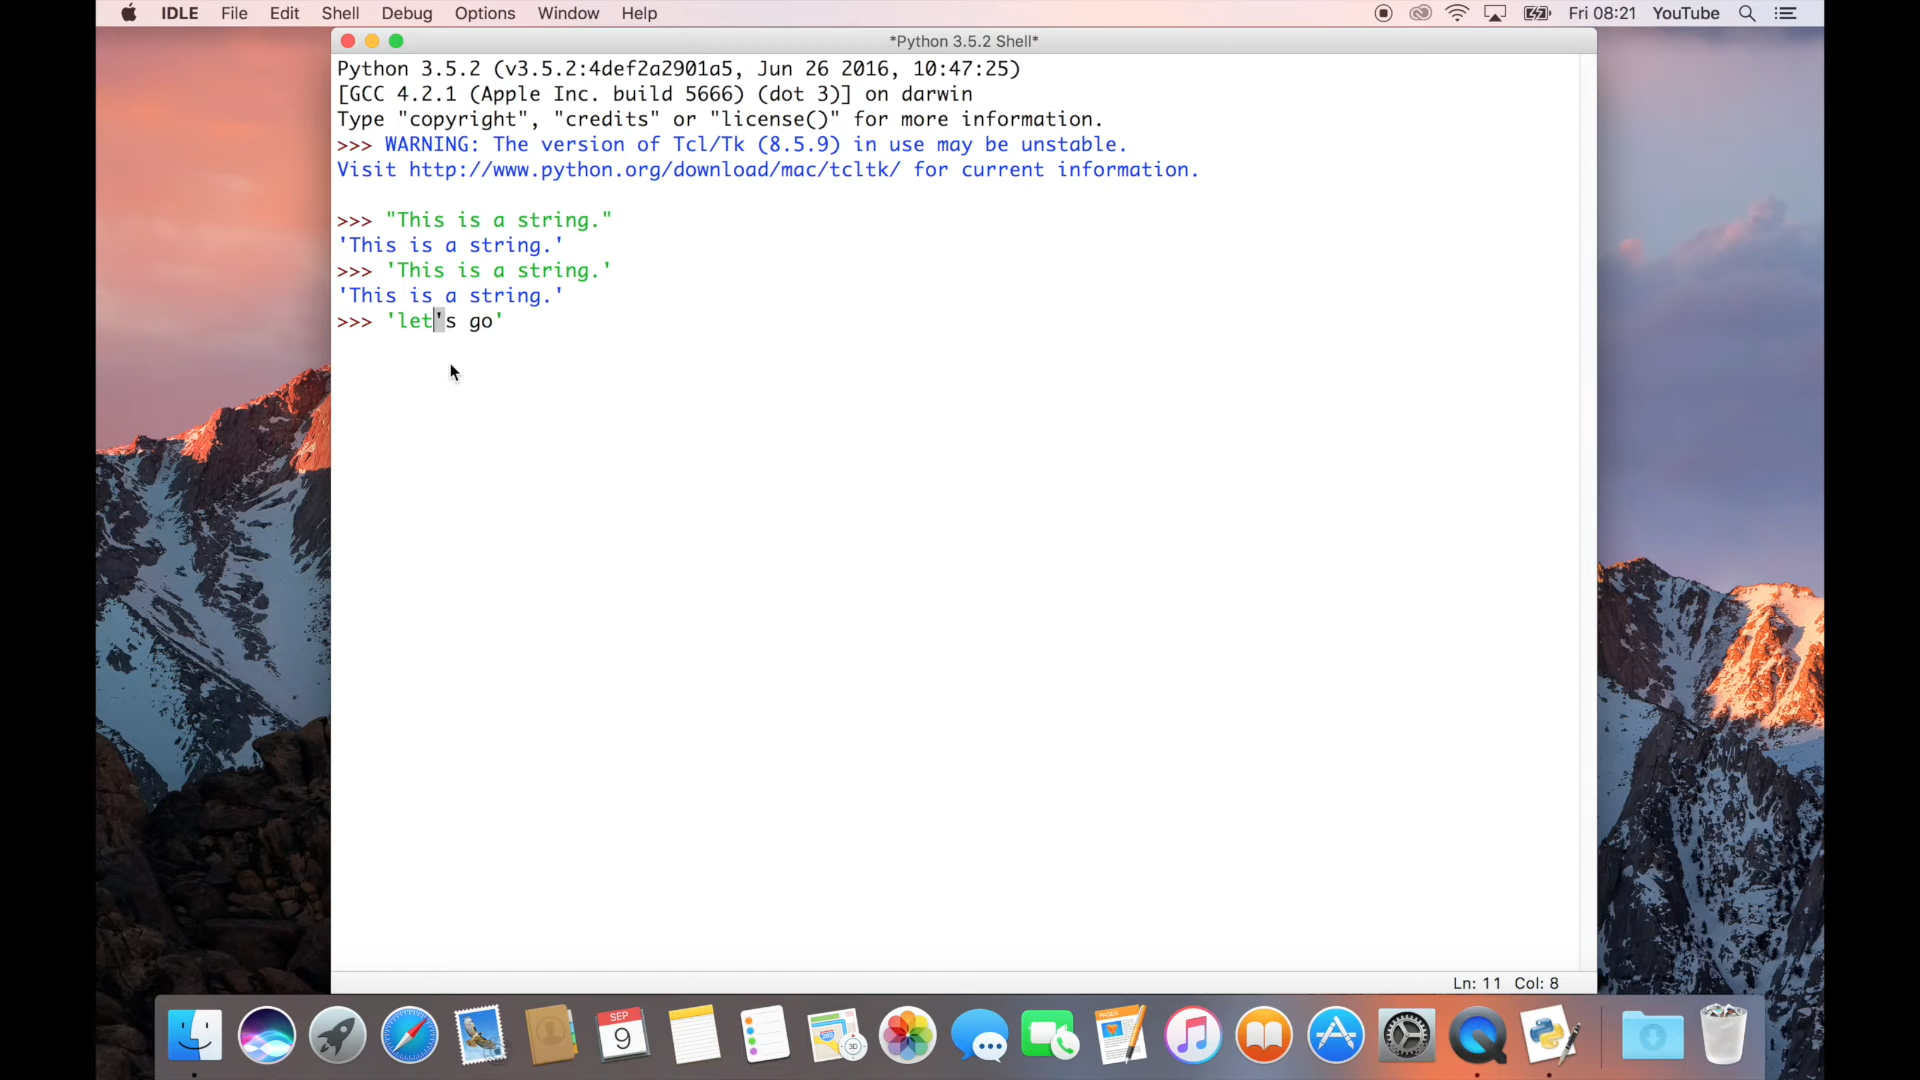 IDLE File Edit Shell Debug Options Window Help Fri 08:21 YouTube
*Python 3.5.2 Shell*
Python 3.5.2 (v3.5.2:4def2a2901a5, Jun 26 2016, 10:47:25)
[GCC 4.2.1 (Apple Inc. build 5666) (dot 3)] on darwin
Type "copyright", "credits" or "license()" for more information.
>>> WARNING: The version of Tcl/Tk (8.5.9) in use may be unstable.
Visit http://www.python.org/download/mac/tcltk/ for current information.
>>> "This is a string."
'This is a string.'
>>> 'This is a string.'
'This is a string.'
>>> 'let's go'
Ln: 11 Col: 8
SEP
9
PAGES
3D